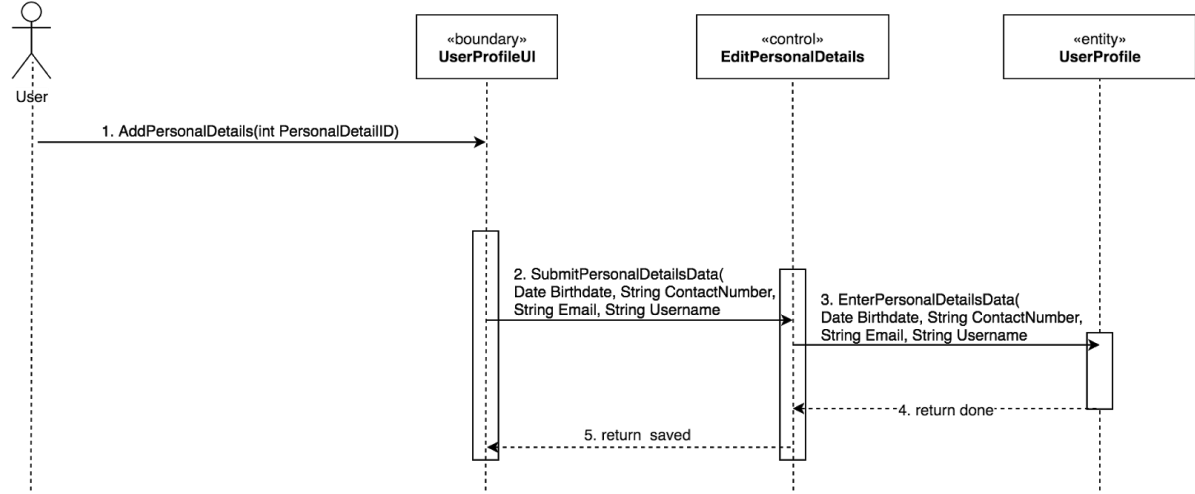 «boundary»
UserProfileUI
«control»
EditPersonalDetails
«entity»
UserProfile
User
1. AddPersonalDetails(int PersonalDetailID)
2. SubmitPersonalDetailsData(
Date Birthdate, String ContactNumber,
String Email, String Username
3. EnterPersonalDetailsData(
Date Birthdate, String ContactNumber,
String Email, String Username
4. return done
5. return saved